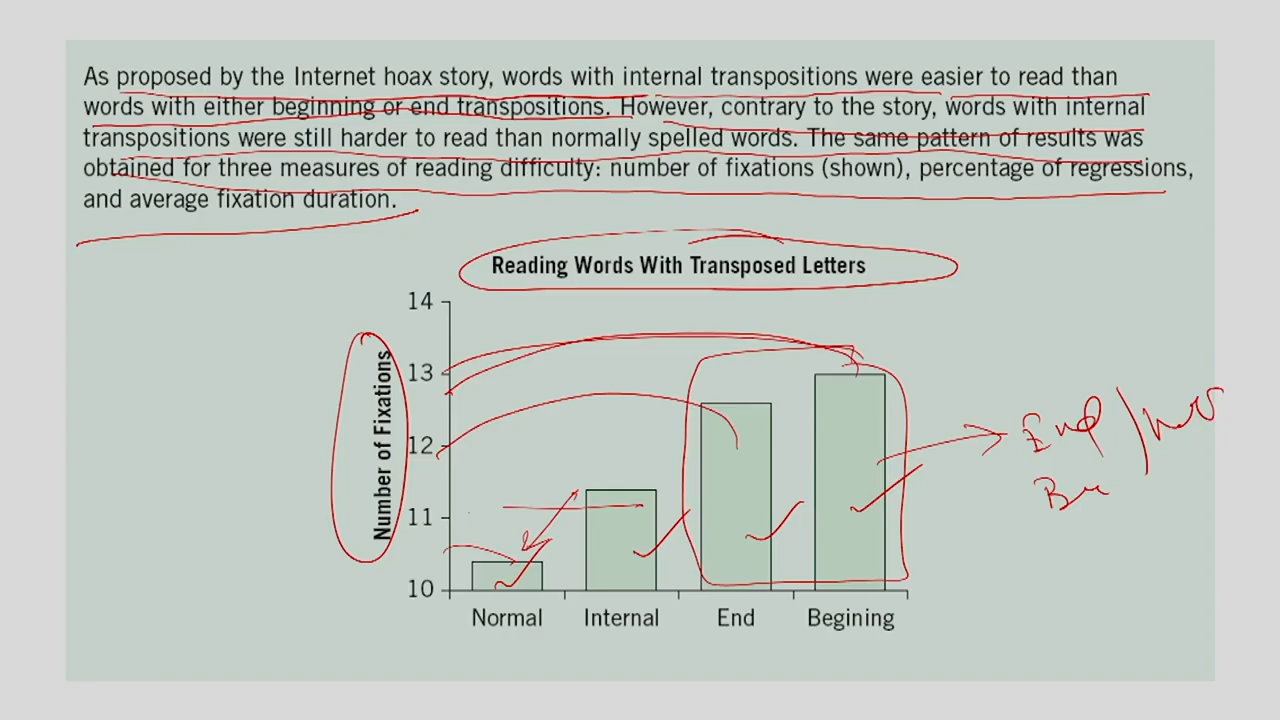 As proposed by the Internet hoax story, words with internal transpositions were easier to read than
words with either beginning or end transpositions. However, contrary to the story, words with internal
transpositions were still harder to read than normally spelled words. The same pattern of results was
obtained for three measures of reading difficulty: number of fixations (shown), percentage of regressions,
and average fixation duration.
Reading Words With Transposed Letters
Number of Fixations
14
13
12
11
10
Normal Internal End Begining
End